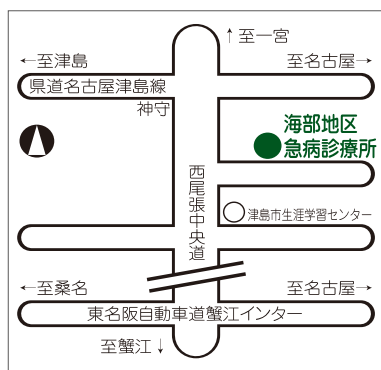 ↑至一宮
←至津島
至名古屋→
県道名古屋津島線
神守
海部地区
急病診療所
西尾張中央道
津島市生涯学習センター
←至桑名
至名古屋→
東名阪自動車道蟹江インター
至蟹江↓